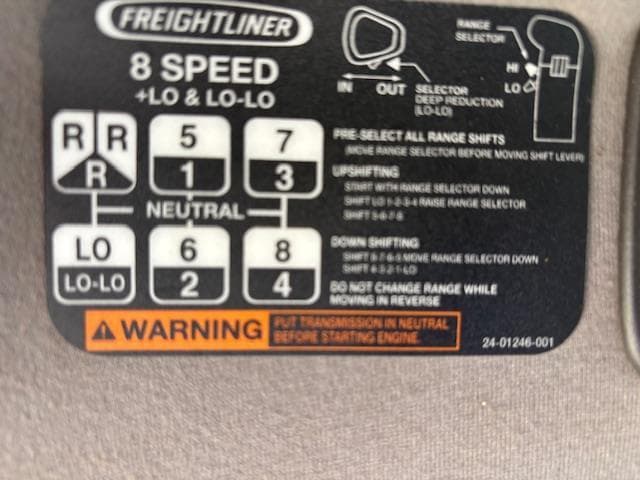 FREIGHTLINER
8 SPEED
+LO & LO-LO
RANGE
SELECTOR
HI
LO
IN OUT
SELECTOR
DEEP REDUCTION
(LO-LO)
R R
R
5
1
7
3
NEUTRAL
LO
LO-LO
6
2
8
4
PRE-SELECT ALL RANGE SHIFTS
(MOVE RANGE SELECTOR BEFORE MOVING SHIFT LEVER)
UPSHIFTING
START WITH RANGE SELECTOR DOWN
SHIFT LO 1-2-3-4 RAISE RANGE SELECTOR
SHIFT 5-6-7-8
DOWN SHIFTING
SHIFT 8-7-6-5 MOVE RANGE SELECTOR DOWN
SHIFT 4-3-2-1-LO
DO NOT CHANGE RANGE WHILE
MOVING IN REVERSE
WARNING
PUT TRANSMISSION IN NEUTRAL
BEFORE STARTING ENGINE.
24-01246-001